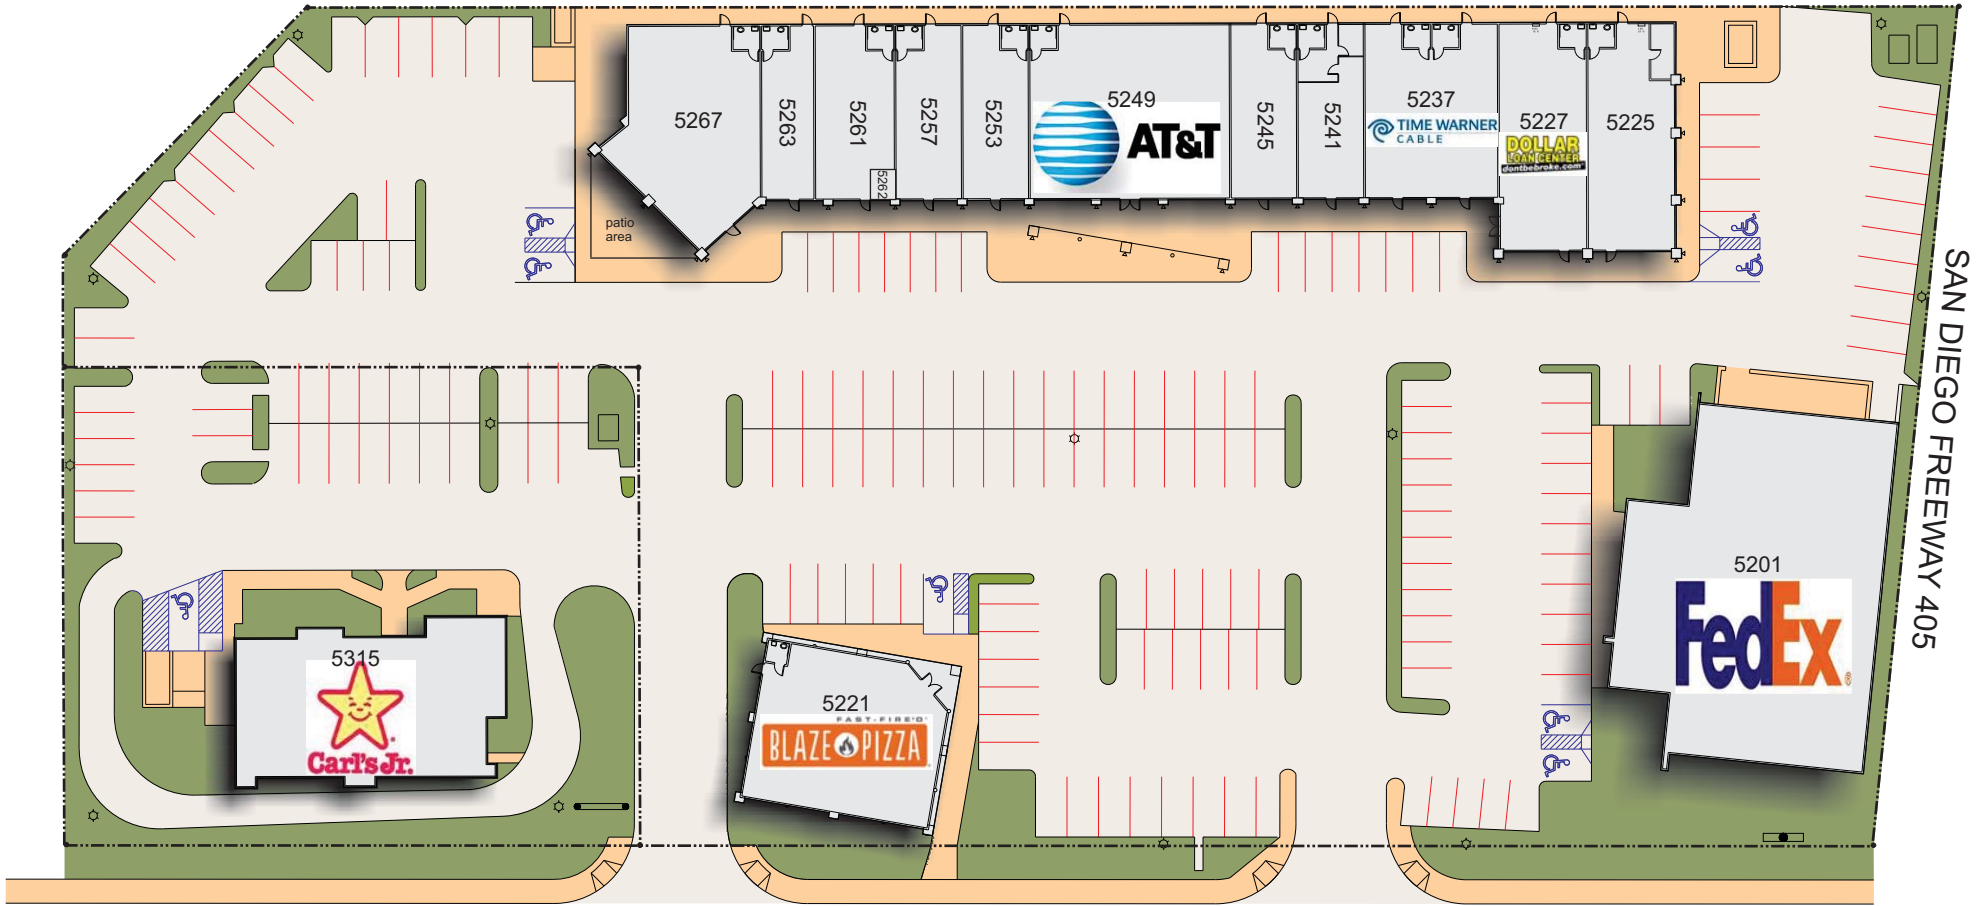 5267
5263
5261
5262
5257
5253
5249
AT&T
5245
5241
5237
TIME WARNER
CABLE
5227
DOLLAR
LOAN CENTER
dontbebroke.com
5225
patio
area
SAN DIEGO FREEWAY 405
5201
FedEx
5315
Carl's Jr.
5221
FAST-FIRE'D
BLAZE PIZZA